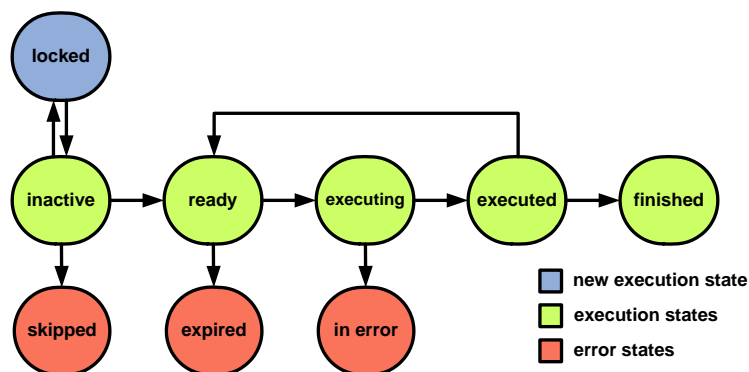 locked
inactive
ready
executing
executed
finished
skipped
expired
in error
new execution state
execution states
error states